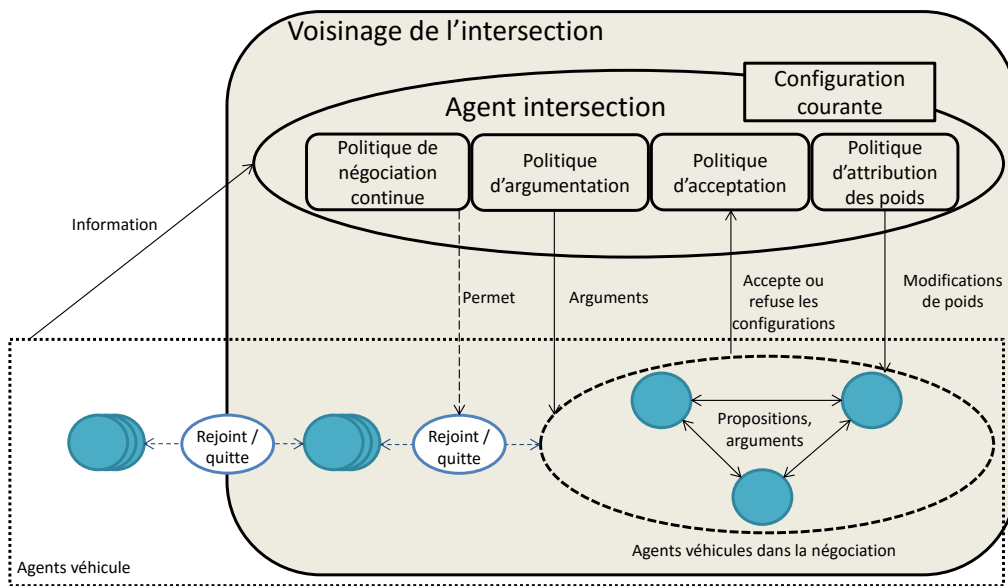 Voisinage de l'intersection
Configuration
courante
Agent intersection
Politique de
négociation
continue
Politique
d'argumentation
Politique
d'acceptation
Politique
d'attribution
des poids
Information
Permet
Arguments
Accepte ou
refuse les
configurations
Modifications
de poids
Rejoint /
quitte
Rejoint /
quitte
Propositions,
arguments
Agents véhicules dans la négociation
Agents véhicule